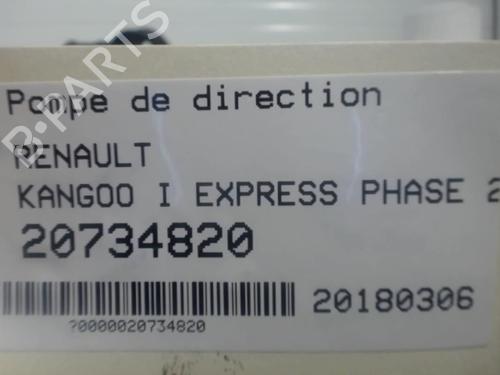 B-PARTS
Pompe de direction
RENAULT
KANGOO I EXPRESS PHASE 2
20734820
20180306
?0000020734820